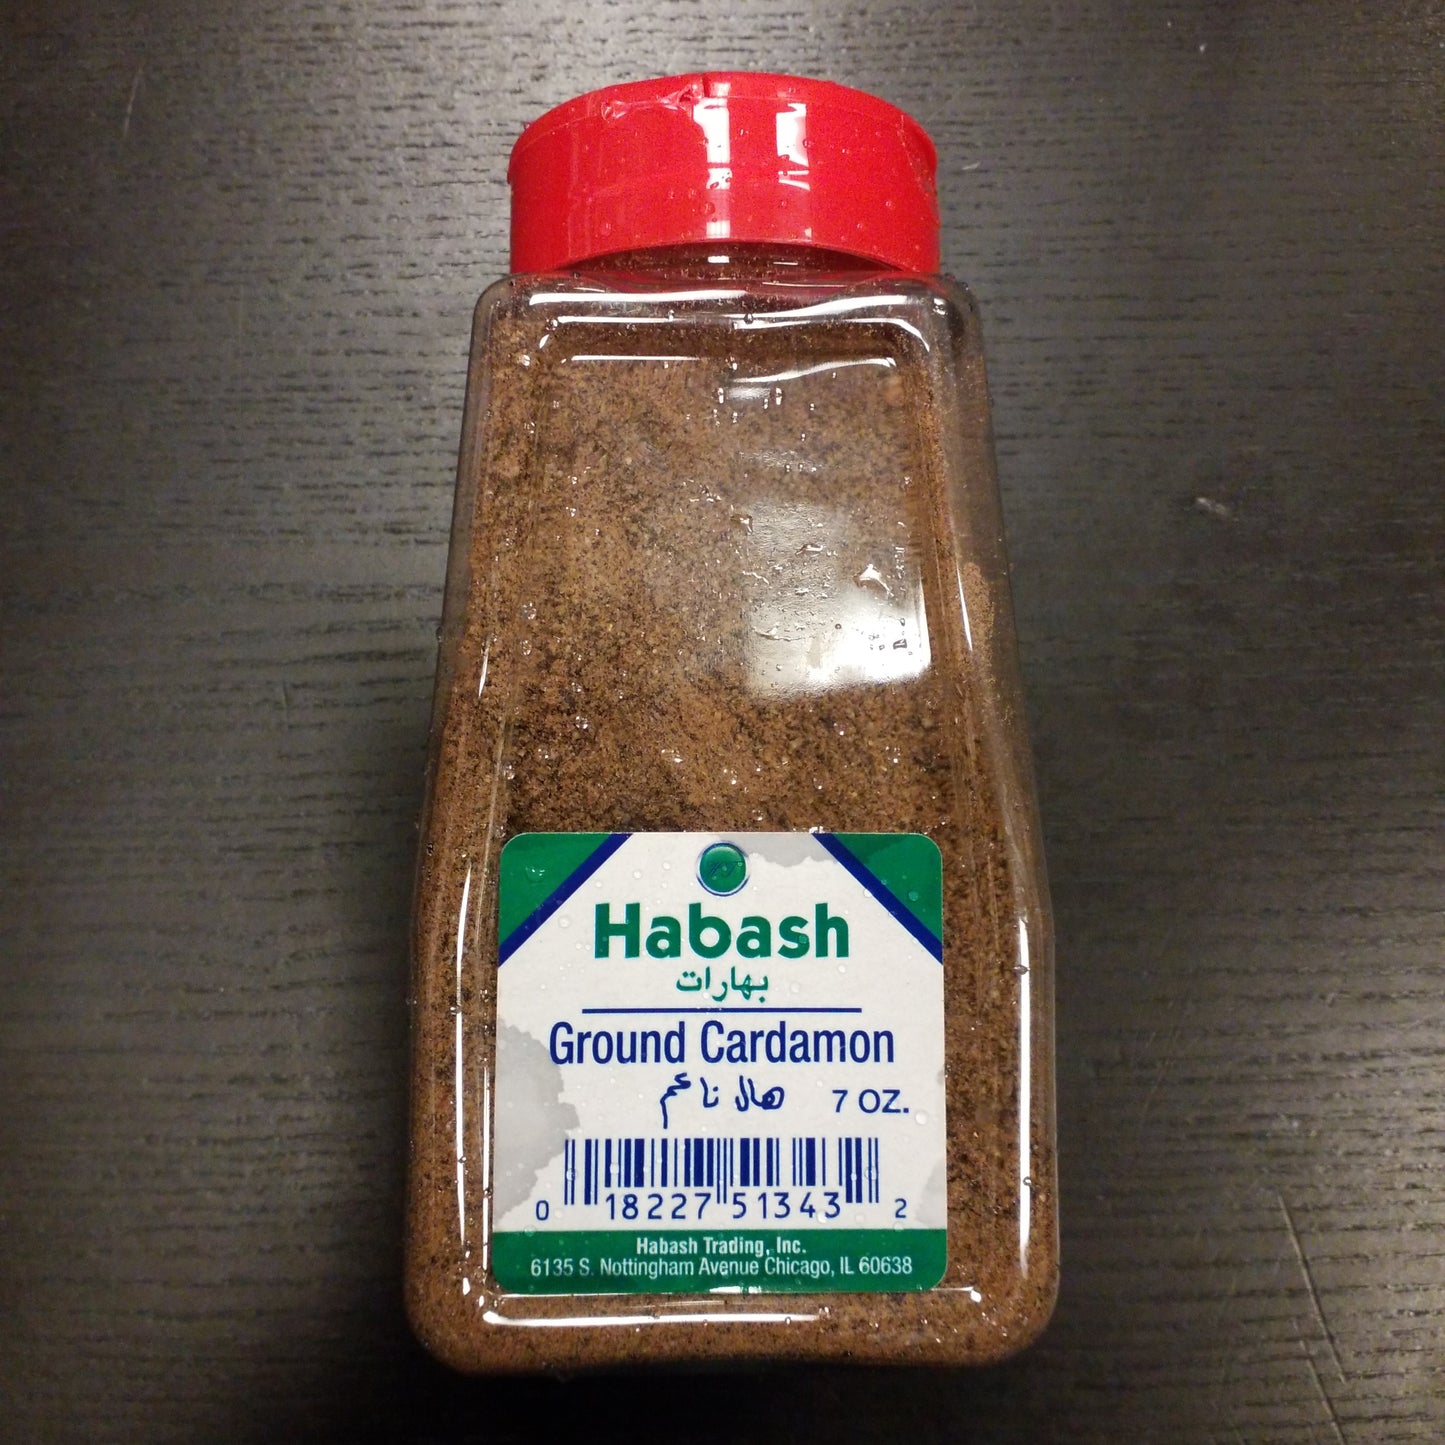 Habash
بهارات
Ground Cardamon
هال ناعم 7 OZ.
0 18227 51343 2
Habash Trading, Inc.
6135 S. Nottingham Avenue Chicago, IL 60638